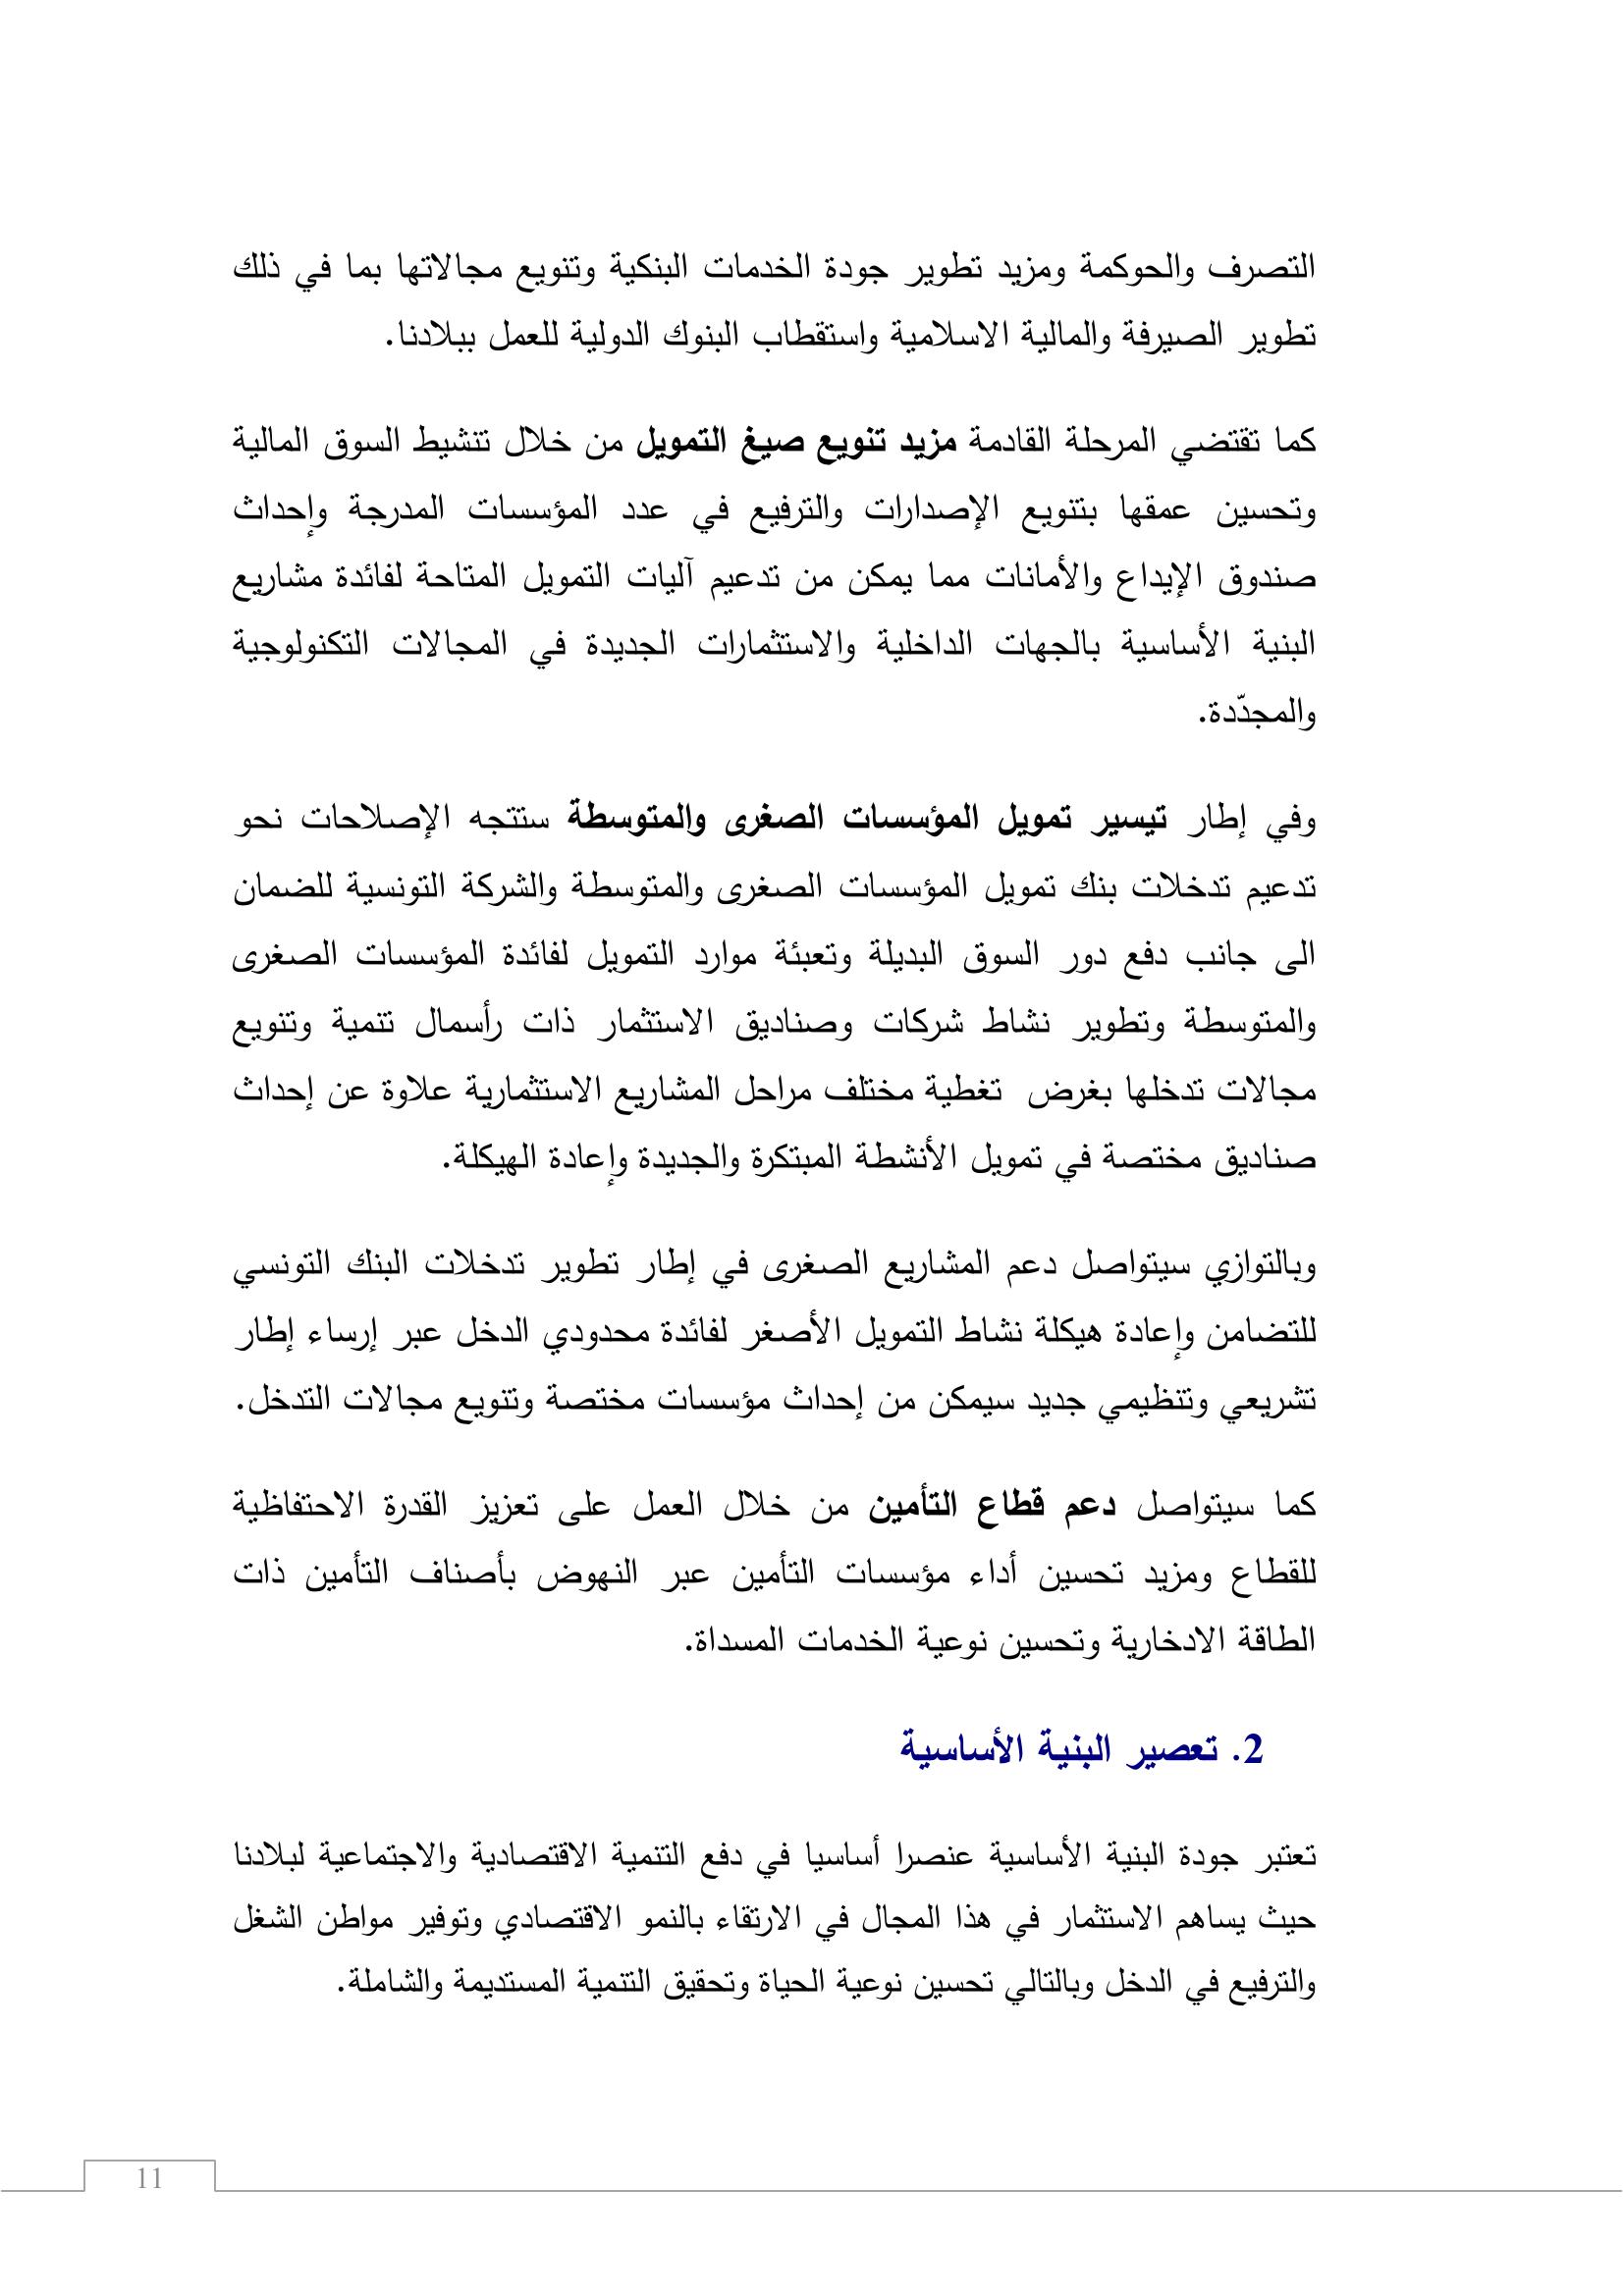 التصرف والحوكمة ومزيد تطوير جودة الخدمات البنكية وتنويع مجالاتها بما في ذلك
تطوير الصيرفة والمالية الاسلامية واستقطاب البنوك الدولية للعمل ببلادنا.
كما تقتضي المرحلة القادمة مزيد تنويع صيغ التمويل من خلال تنشيط السوق المالية
وتحسين عمقها بتنويع الإصدارات والترفيع في عدد المؤسسات المدرجة وإحداث
صندوق الإيداع والأمانات مما يمكن من تدعيم آليات التمويل المتاحة لفائدة مشاريع
البنية الأساسية بالجهات الداخلية والاستثمارات الجديدة في المجالات التكنولوجية
والمجدّدة.
وفي إطار تيسير تمويل المؤسسات الصغرى والمتوسطة ستتجه الإصلاحات نحو
تدعيم تدخلات بنك تمويل المؤسسات الصغرى والمتوسطة والشركة التونسية للضمان
الى جانب دفع دور السوق البديلة وتعبئة موارد التمويل لفائدة المؤسسات الصغرى
والمتوسطة وتطوير نشاط شركات وصناديق الاستثمار ذات رأسمال تنمية وتنويع
مجالات تدخلها بغرض تغطية مختلف مراحل المشاريع الاستثمارية علاوة عن إحداث
صناديق مختصة في تمويل الأنشطة المبتكرة والجديدة وإعادة الهيكلة.
وبالتوازي سيتواصل دعم المشاريع الصغرى في إطار تطوير تدخلات البنك التونسي
للتضامن وإعادة هيكلة نشاط التمويل الأصغر لفائدة محدودي الدخل عبر إرساء إطار
تشريعي وتنظيمي جديد سيمكن من إحداث مؤسسات مختصة وتنويع مجالات التدخل.
كما سيتواصل دعم قطاع التأمين من خلال العمل على تعزيز القدرة الاحتفاظية
للقطاع ومزيد تحسين أداء مؤسسات التأمين عبر النهوض بأصناف التأمين ذات
الطاقة الادخارية وتحسين نوعية الخدمات المسداة.
2. تعصير البنية الأساسية
تعتبر جودة البنية الأساسية عنصرا أساسيا في دفع التنمية الاقتصادية والاجتماعية لبلادنا
حيث يساهم الاستثمار في هذا المجال في الارتقاء بالنمو الاقتصادي وتوفير مواطن الشغل
والترفيع في الدخل وبالتالي تحسين نوعية الحياة وتحقيق التنمية المستديمة والشاملة.
11